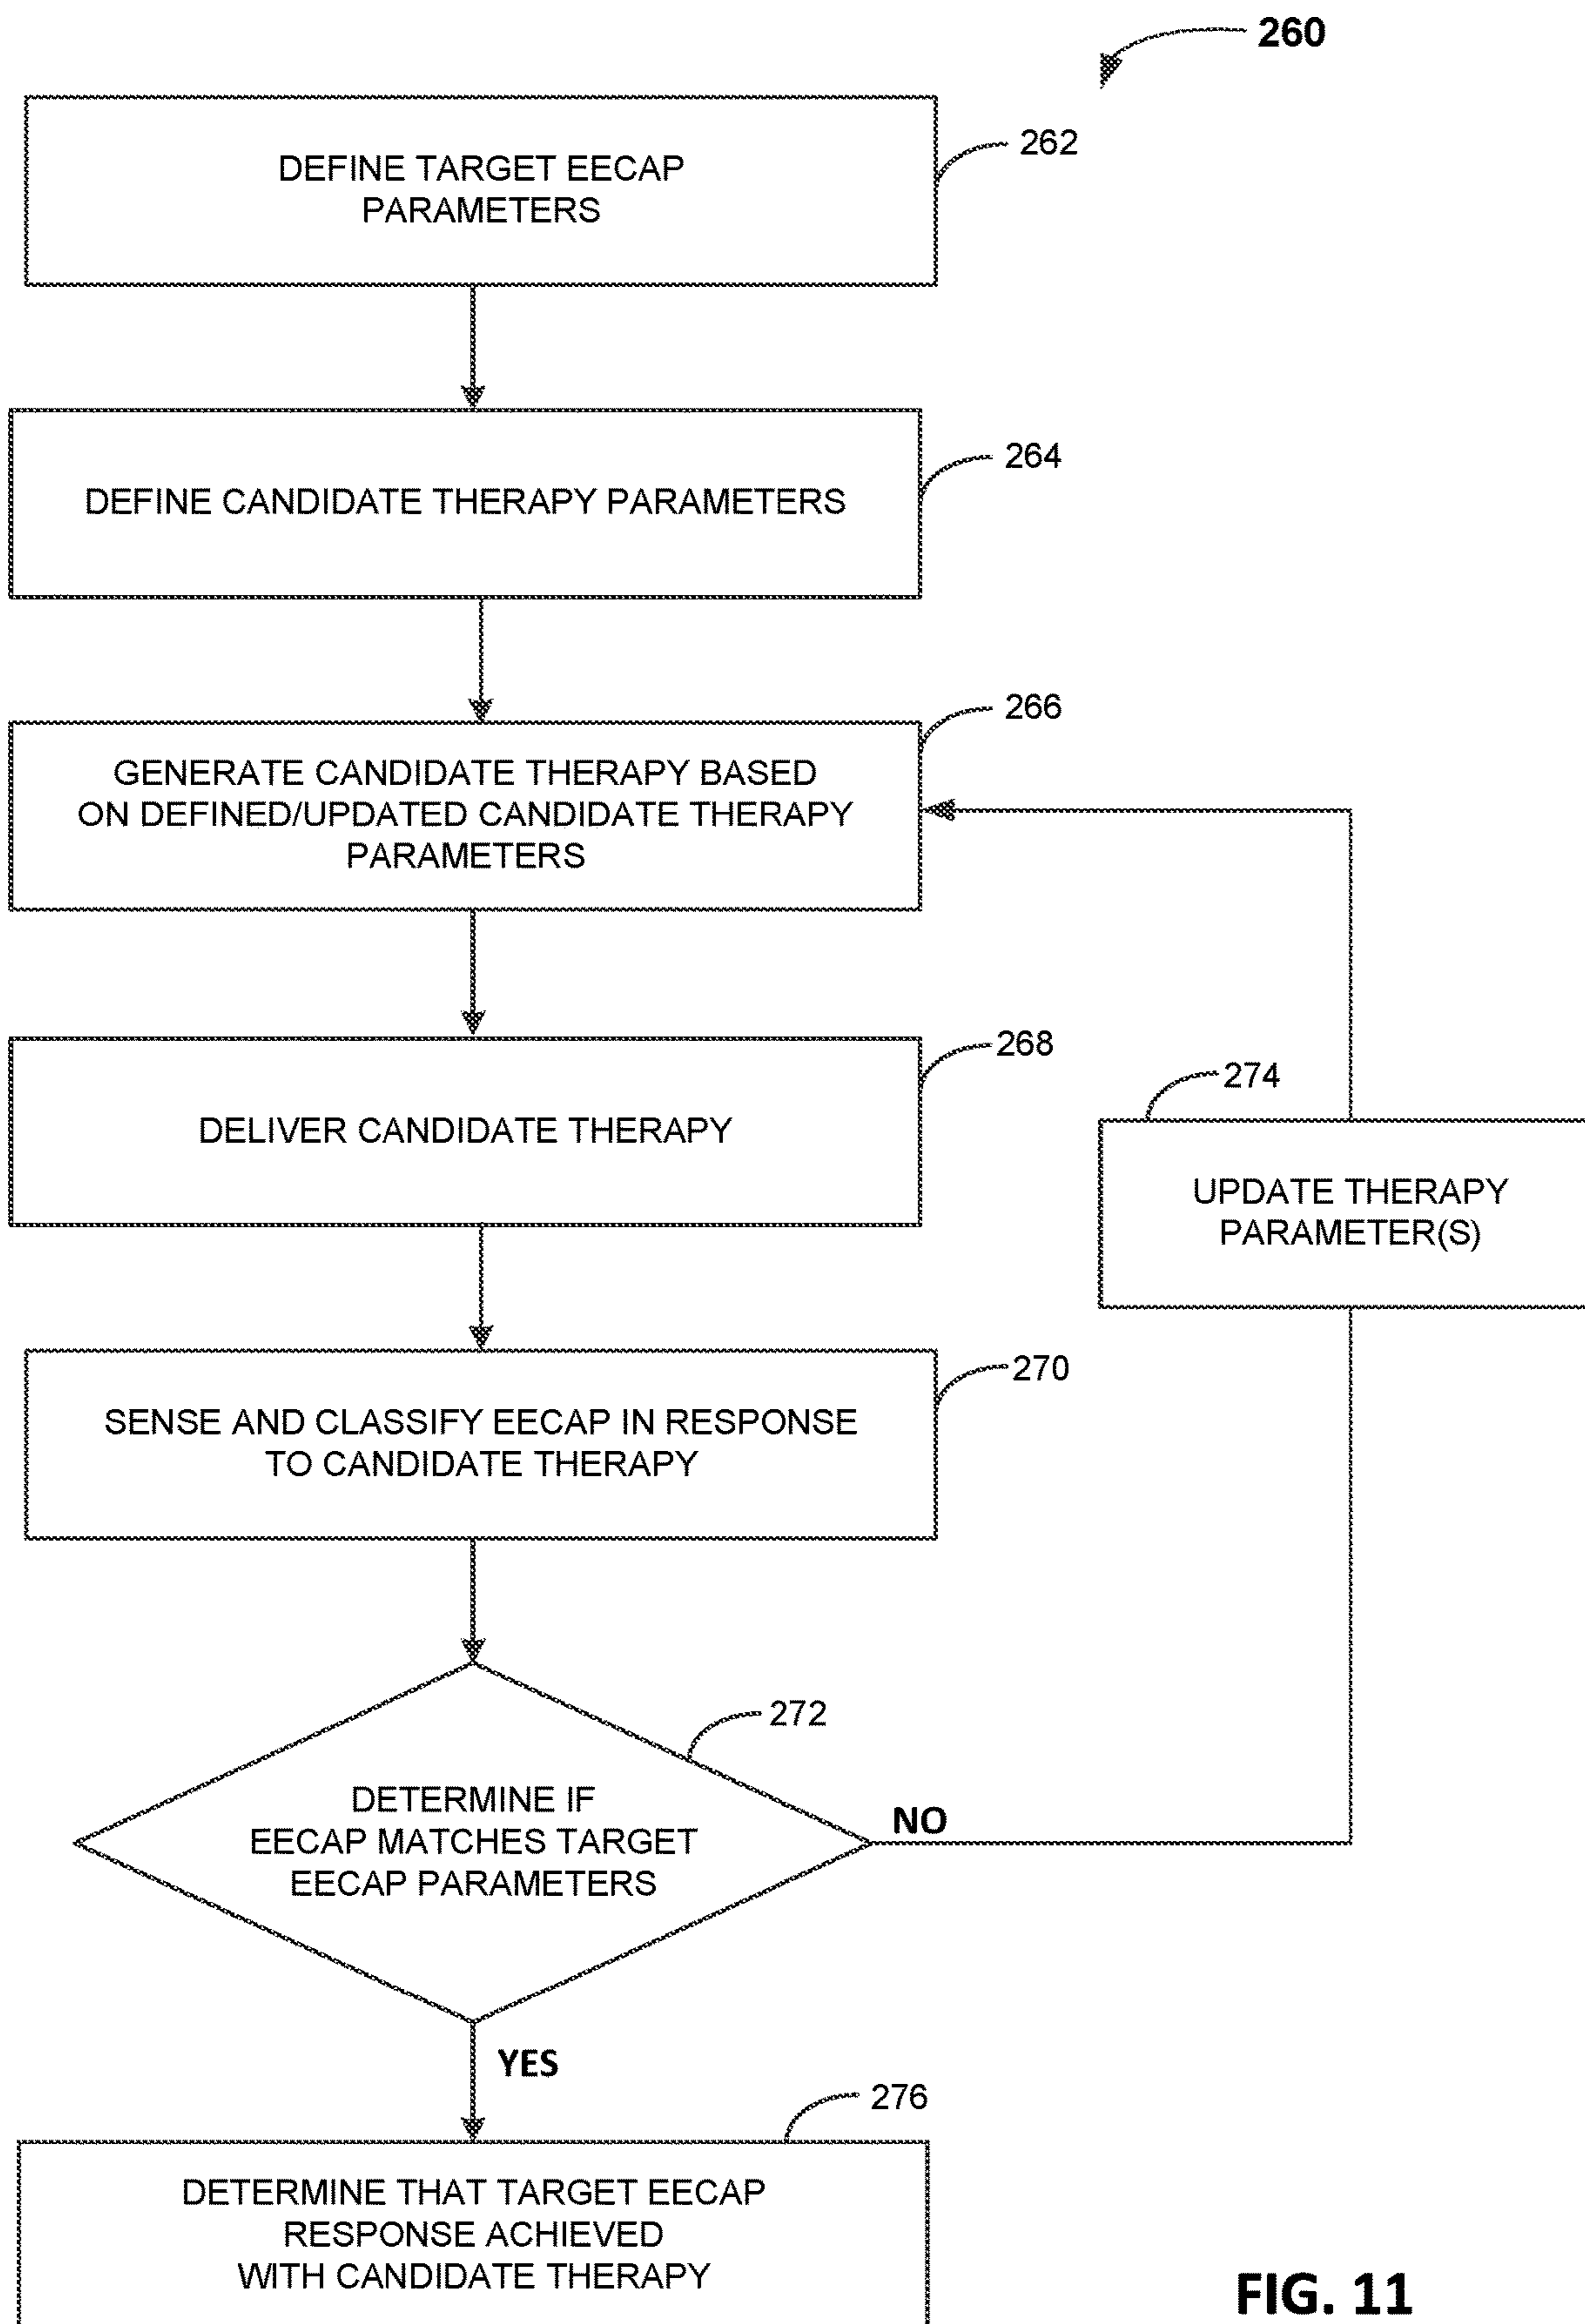 260
DEFINE TARGET EECAP
PARAMETERS
262
DEFINE CANDIDATE THERAPY PARAMETERS
264
GENERATE CANDIDATE THERAPY BASED
ON DEFINED/UPDATED CANDIDATE THERAPY
PARAMETERS
266
DELIVER CANDIDATE THERAPY
268
274
UPDATE THERAPY
PARAMETER(S)
SENSE AND CLASSIFY EECAP IN RESPONSE
TO CANDIDATE THERAPY
270
272
DETERMINE IF
EECAP MATCHES TARGET
EECAP PARAMETERS
NO
YES
276
DETERMINE THAT TARGET EECAP
RESPONSE ACHIEVED
WITH CANDIDATE THERAPY
FIG. 11